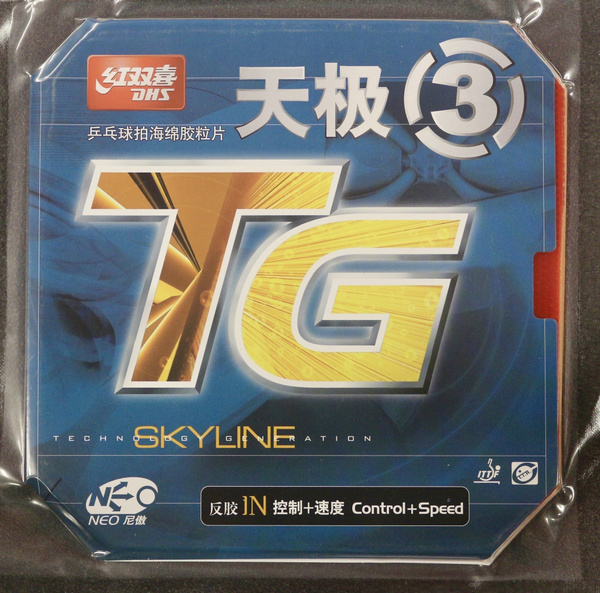 红双喜
DHS
天极 3
乒乓球拍海绵胶粒片
TG
SKYLINE
TECHNOLOGY GENERATION
NEO
NEO 尼傲
反胶 IN 控制+速度 Control+Speed
ITTF